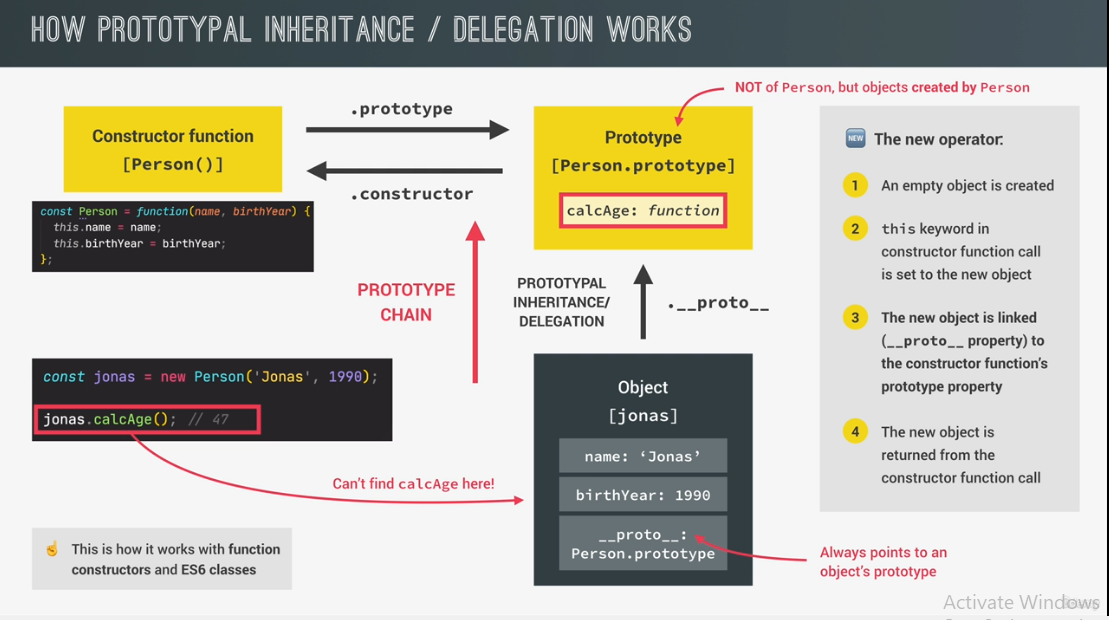 HOW PROTOTYPAL INHERITANCE / DELEGATION WORKS
NOT of Person, but objects created by Person
Constructor function
[Person()]
.prototype
.constructor
Prototype
[Person.prototype]
calcAge: function
const Person = function(name, birthYear) {
this.name = name;
this.birthYear = birthYear;
};
PROTOTYPE
CHAIN
PROTOTYPAL
INHERITANCE/
DELEGATION
.__proto__
const jonas = new Person('Jonas', 1990);
jonas.calcAge(); // 47
Can't find calcAge here!
Object
[jonas]
name: ‘Jonas’
birthYear: 1990
__proto__:
Person.prototype
Always points to an
object's prototype
☝️ This is how it works with function
constructors and ES6 classes
NEW The new operator:
1 An empty object is created
2 this keyword in
constructor function call
is set to the new object
3 The new object is linked
(__proto__ property) to
the constructor function's
prototype property
4 The new object is
returned from the
constructor function call
Activate Windows